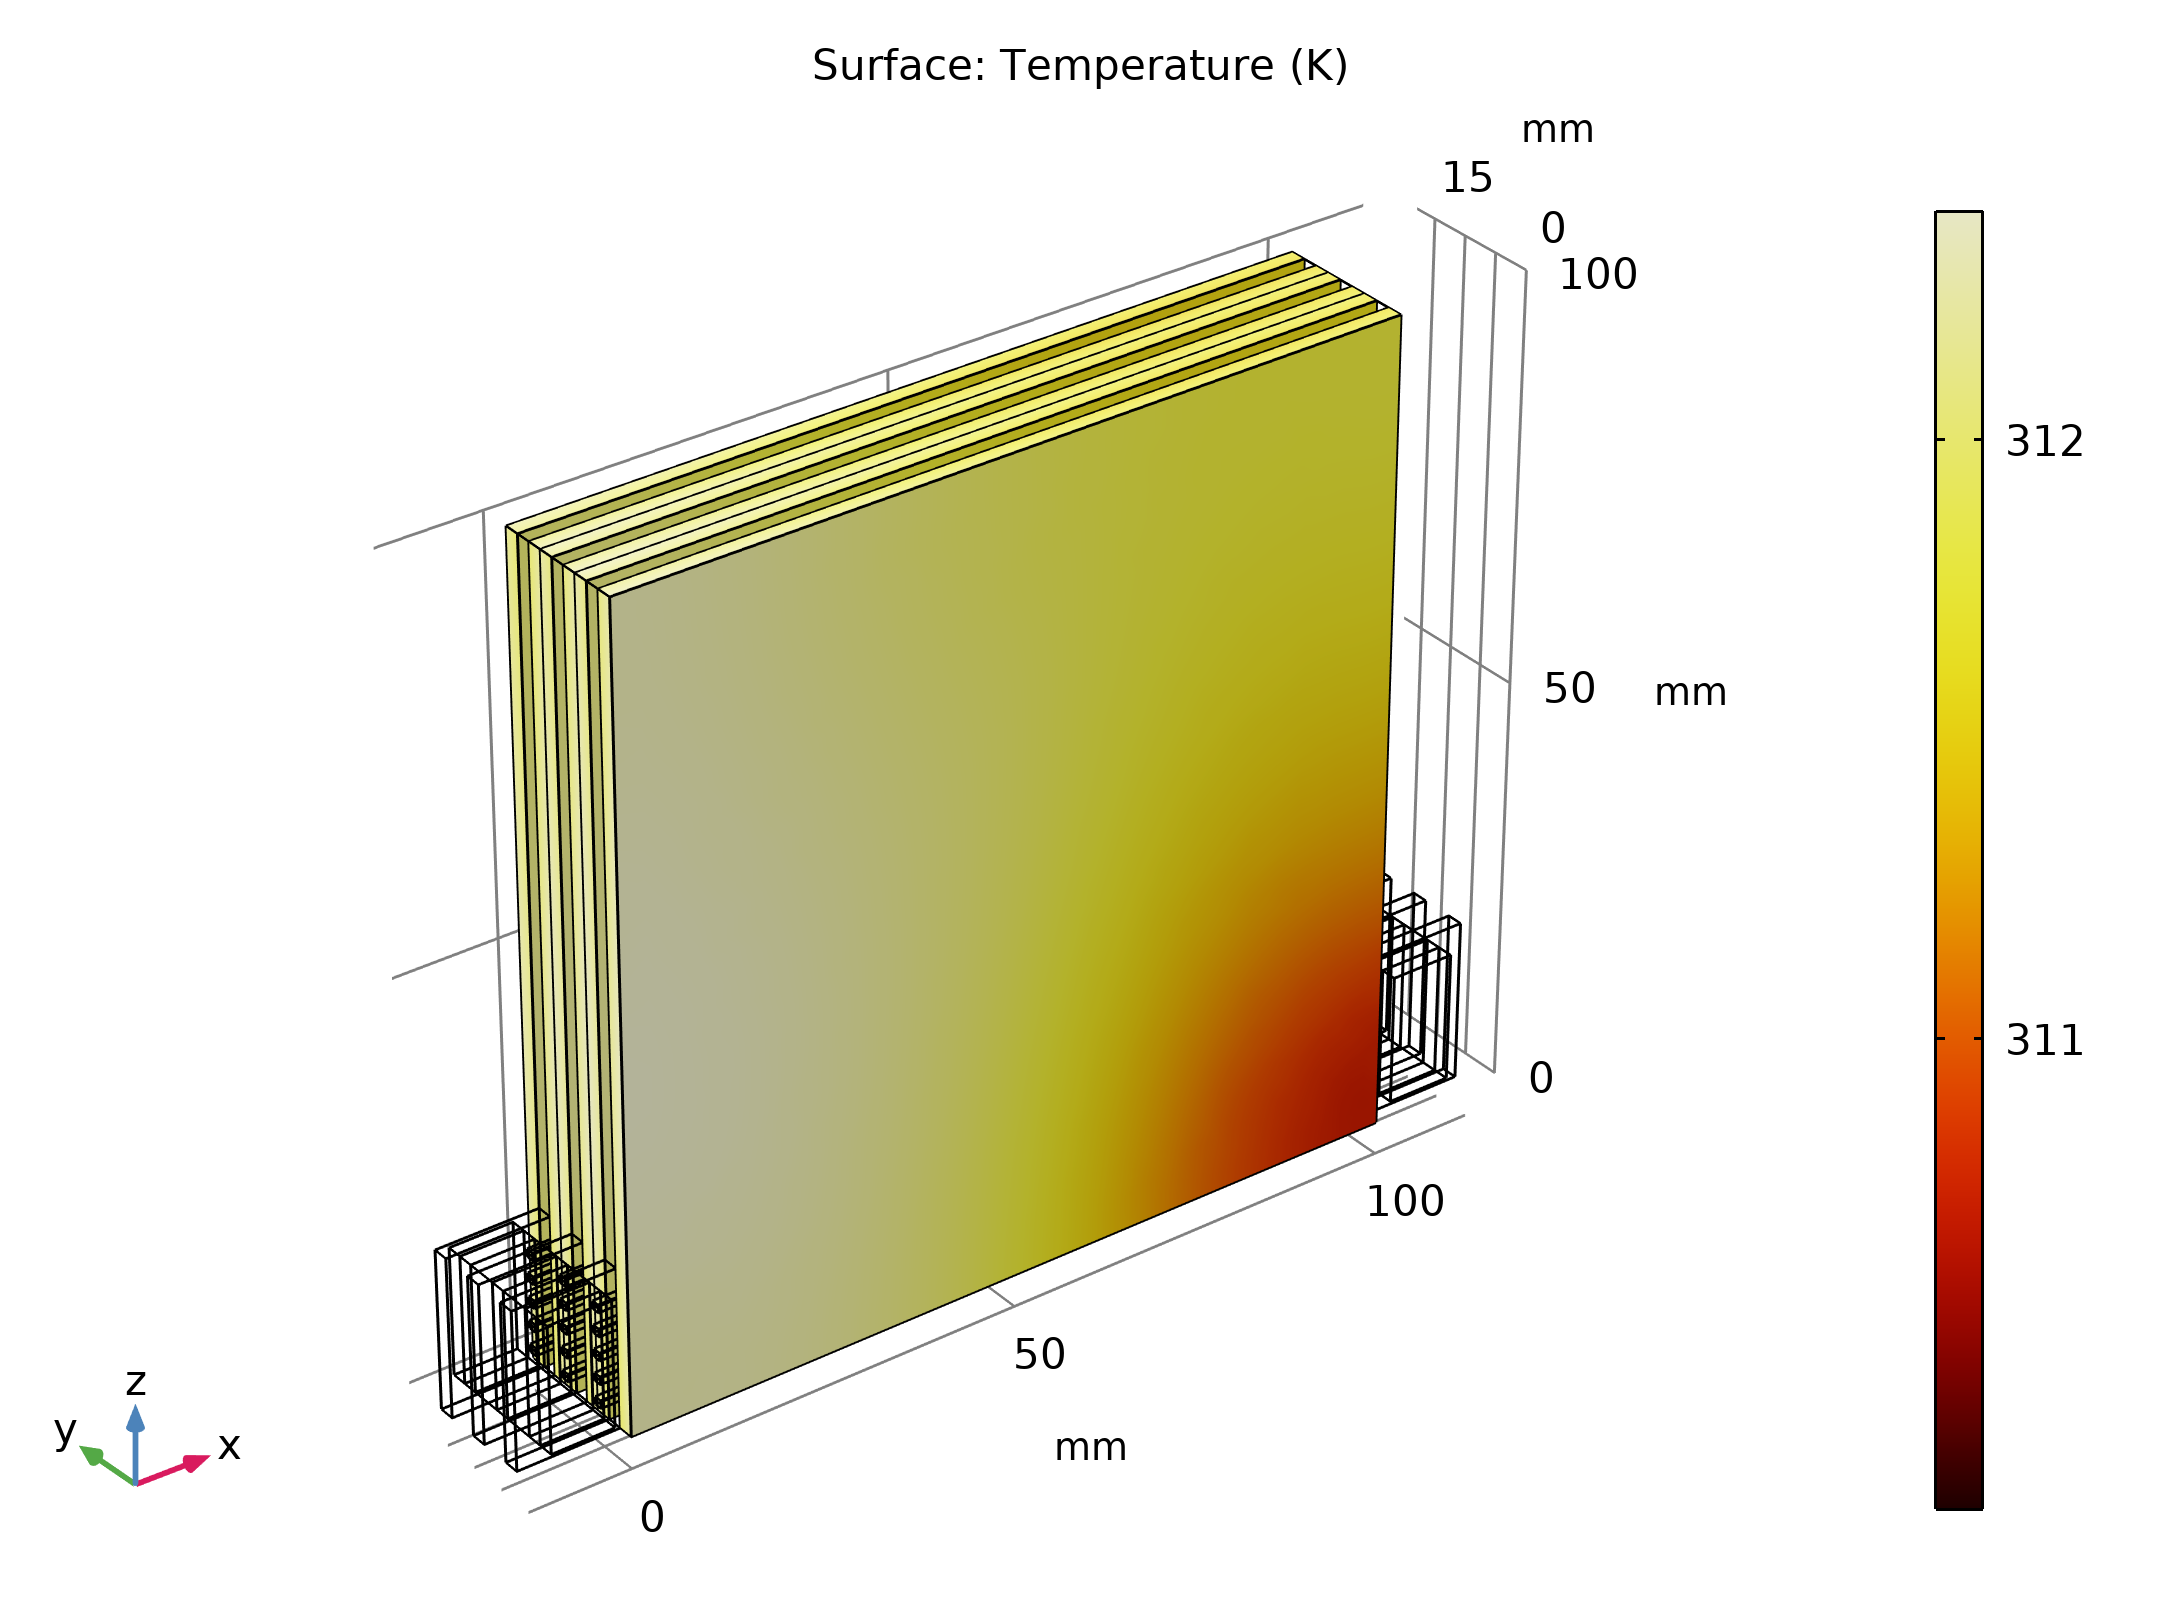 Surface: Temperature (K)
mm
15
0
100
312
50
mm
311
0
100
50
z
y
x
mm
0